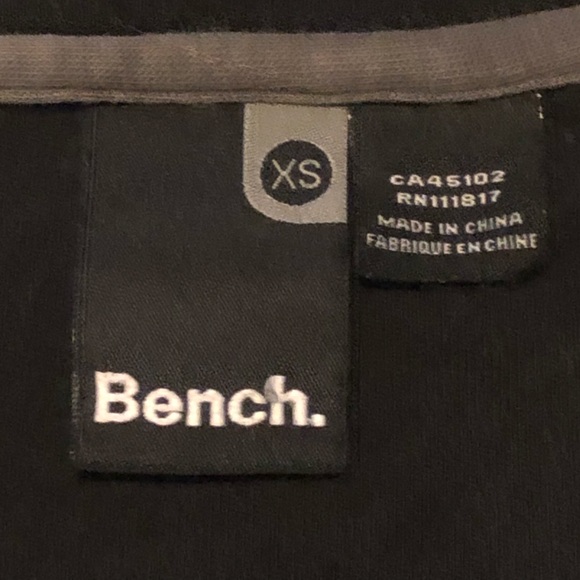 XS
Bench.
CA45102
RN111817
MADE IN CHINA
FABRIQUE EN CHINE